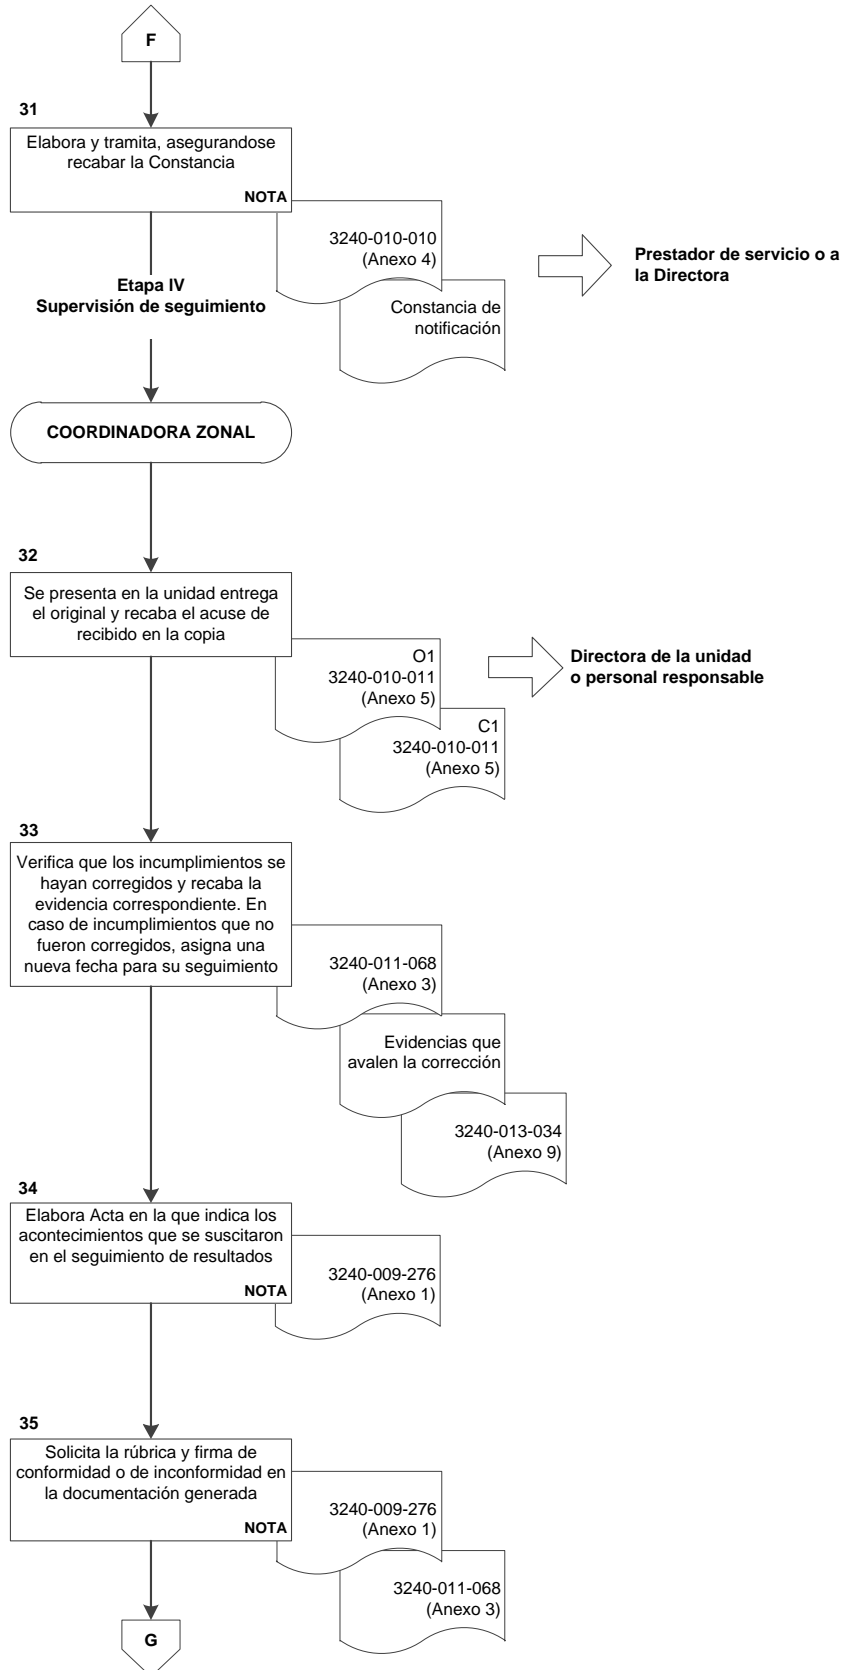 F
31
Elabora y tramita, asegurandose
recabar la Constancia
NOTA
3240-010-010
(Anexo 4)
Constancia de
notificación
Prestador de servicio o a
la Directora
Etapa IV
Supervisión de seguimiento
COORDINADORA ZONAL
32
Se presenta en la unidad entrega
el original y recaba el acuse de
recibido en la copia
O1
3240-010-011
(Anexo 5)
C1
3240-010-011
(Anexo 5)
Directora de la unidad
o personal responsable
33
Verifica que los incumplimientos se
hayan corregidos y recaba la
evidencia correspondiente. En
caso de incumplimientos que no
fueron corregidos, asigna una
nueva fecha para su seguimiento
3240-011-068
(Anexo 3)
Evidencias que
avalen la corrección
3240-013-034
(Anexo 9)
34
Elabora Acta en la que indica los
acontecimientos que se suscitaron
en el seguimiento de resultados
NOTA
3240-009-276
(Anexo 1)
35
Solicita la rúbrica y firma de
conformidad o de inconformidad en
la documentación generada
NOTA
3240-009-276
(Anexo 1)
3240-011-068
(Anexo 3)
G